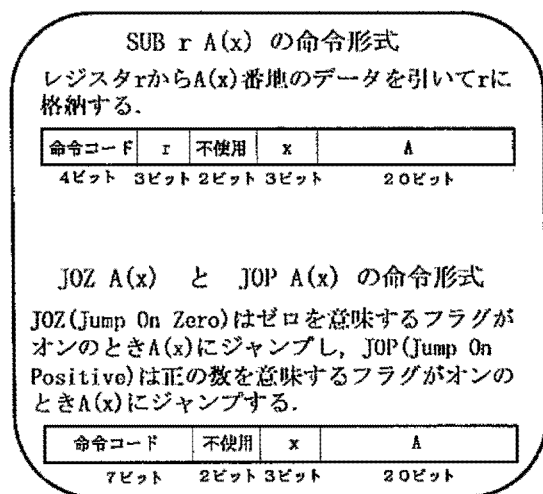 SUB r A(x) の命令形式
レジスタrからA(x)番地のデータを引いてrに
格納する.
命令コード r 不使用 x A
4ビット 3ビット 2ビット 3ビット 20ビット
JOZ A(x) と JOP A(x) の命令形式
JOZ(Jump On Zero)はゼロを意味するフラグが
オンのときA(x)にジャンプし, JOP(Jump On
Positive)は正の数を意味するフラグがオンの
ときA(x)にジャンプする.
命令コード 不使用 x A
7ビット 2ビット 3ビット 20ビット